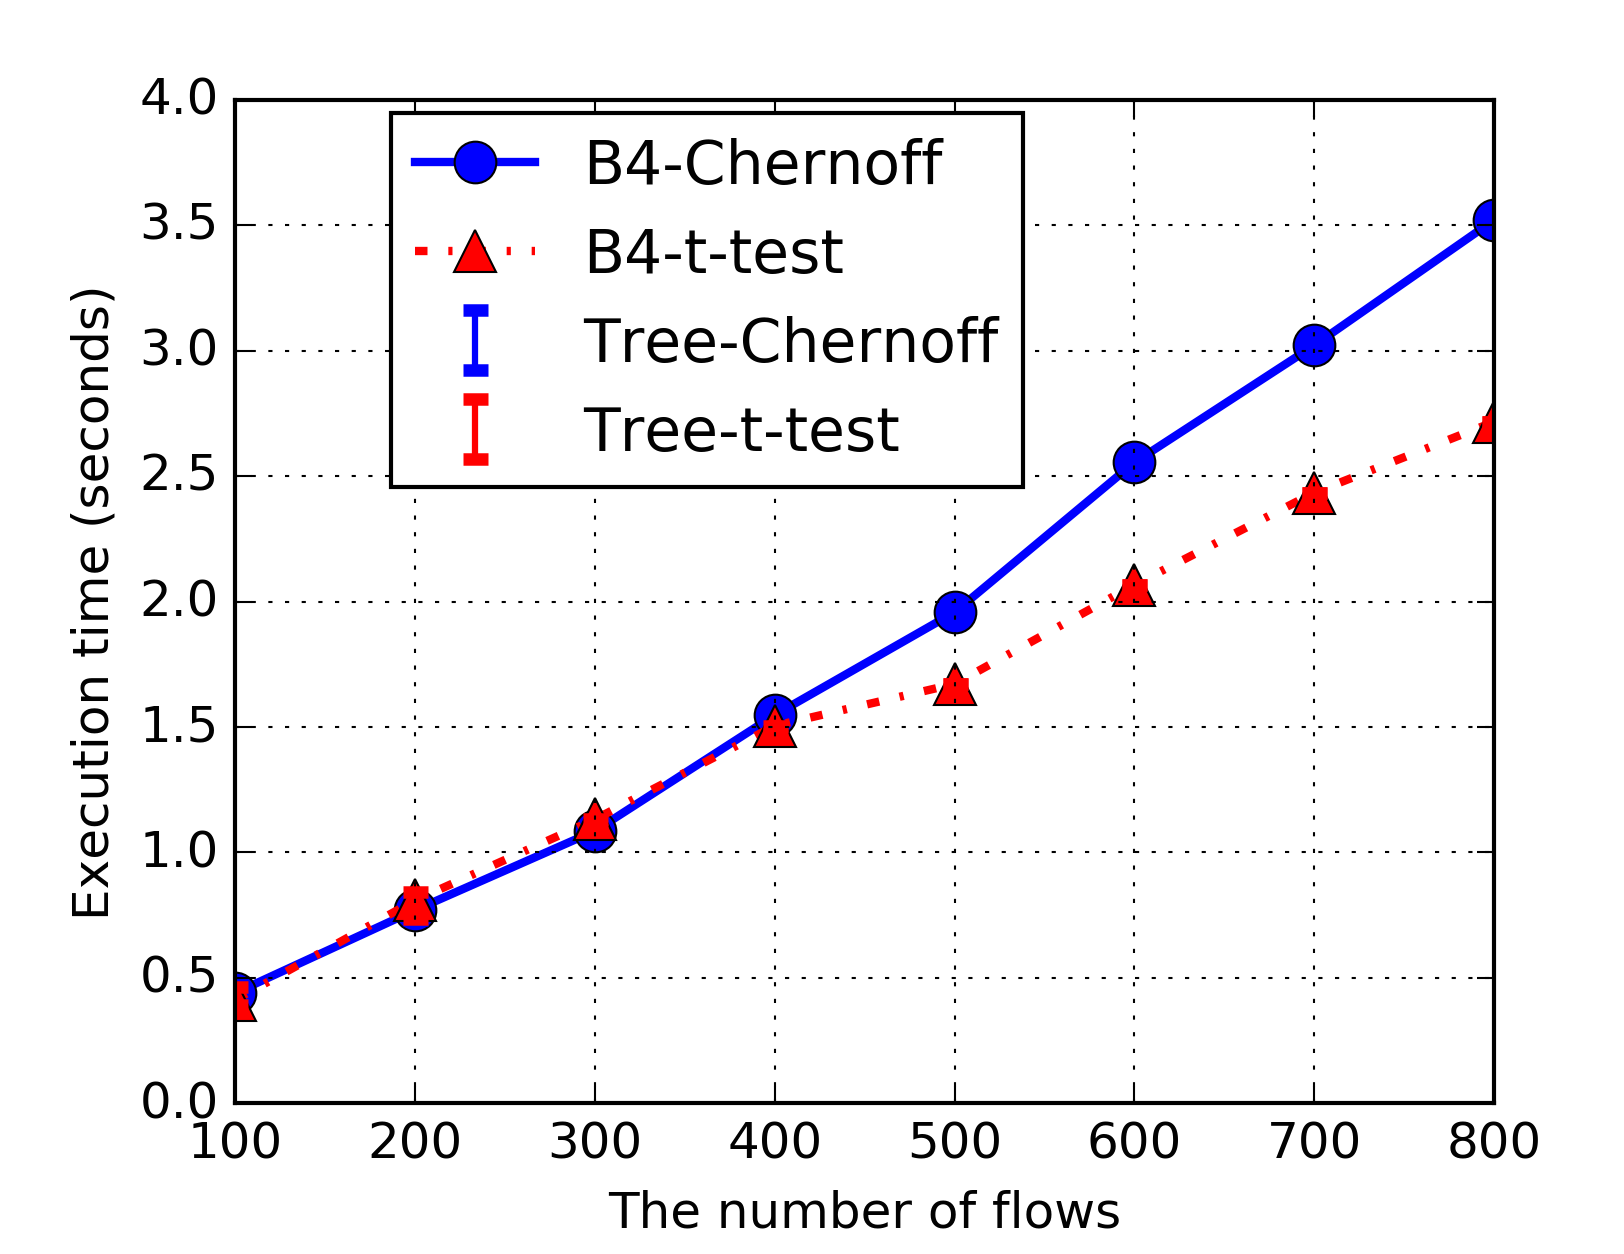 4.0
3.5
3.0
2.5
2.0
1.5
1.0
0.5
0.0
Execution time (seconds)
B4-Chernoff
B4-t-test
Tree-Chernoff
Tree-t-test
100 200 300 400 500 600 700 800
The number of flows